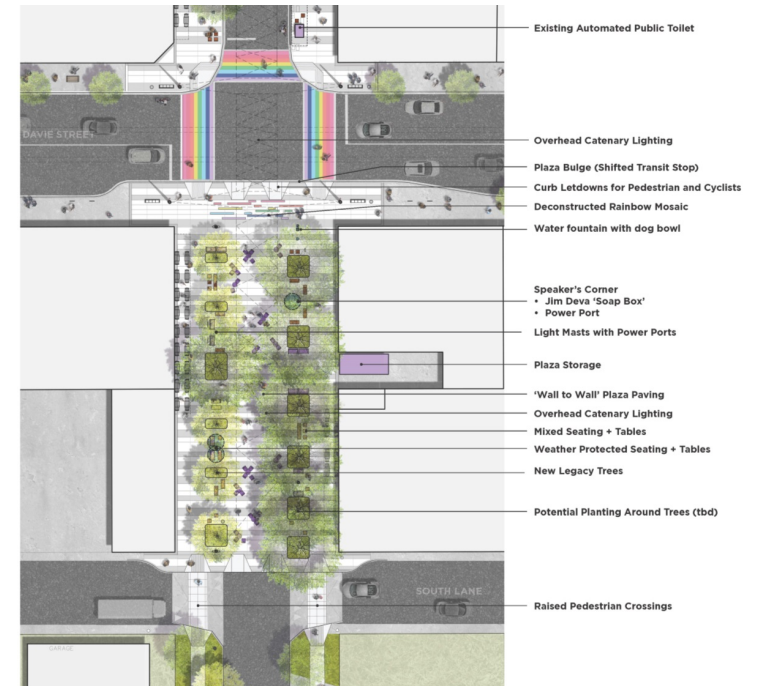 Existing Automated Public Toilet
DAVIE STREET
Overhead Catenary Lighting
Plaza Bulge (Shifted Transit Stop)
Curb Letdowns for Pedestrian and Cyclists
Deconstructed Rainbow Mosaic
Water fountain with dog bowl
Speaker's Corner
• Jim Deva 'Soap Box'
• Power Port
Light Masts with Power Ports
Plaza Storage
'Wall to Wall' Plaza Paving
Overhead Catenary Lighting
Mixed Seating + Tables
Weather Protected Seating + Tables
New Legacy Trees
Potential Planting Around Trees (tbd)
SOUTH LANE
Raised Pedestrian Crossings
GARAGE